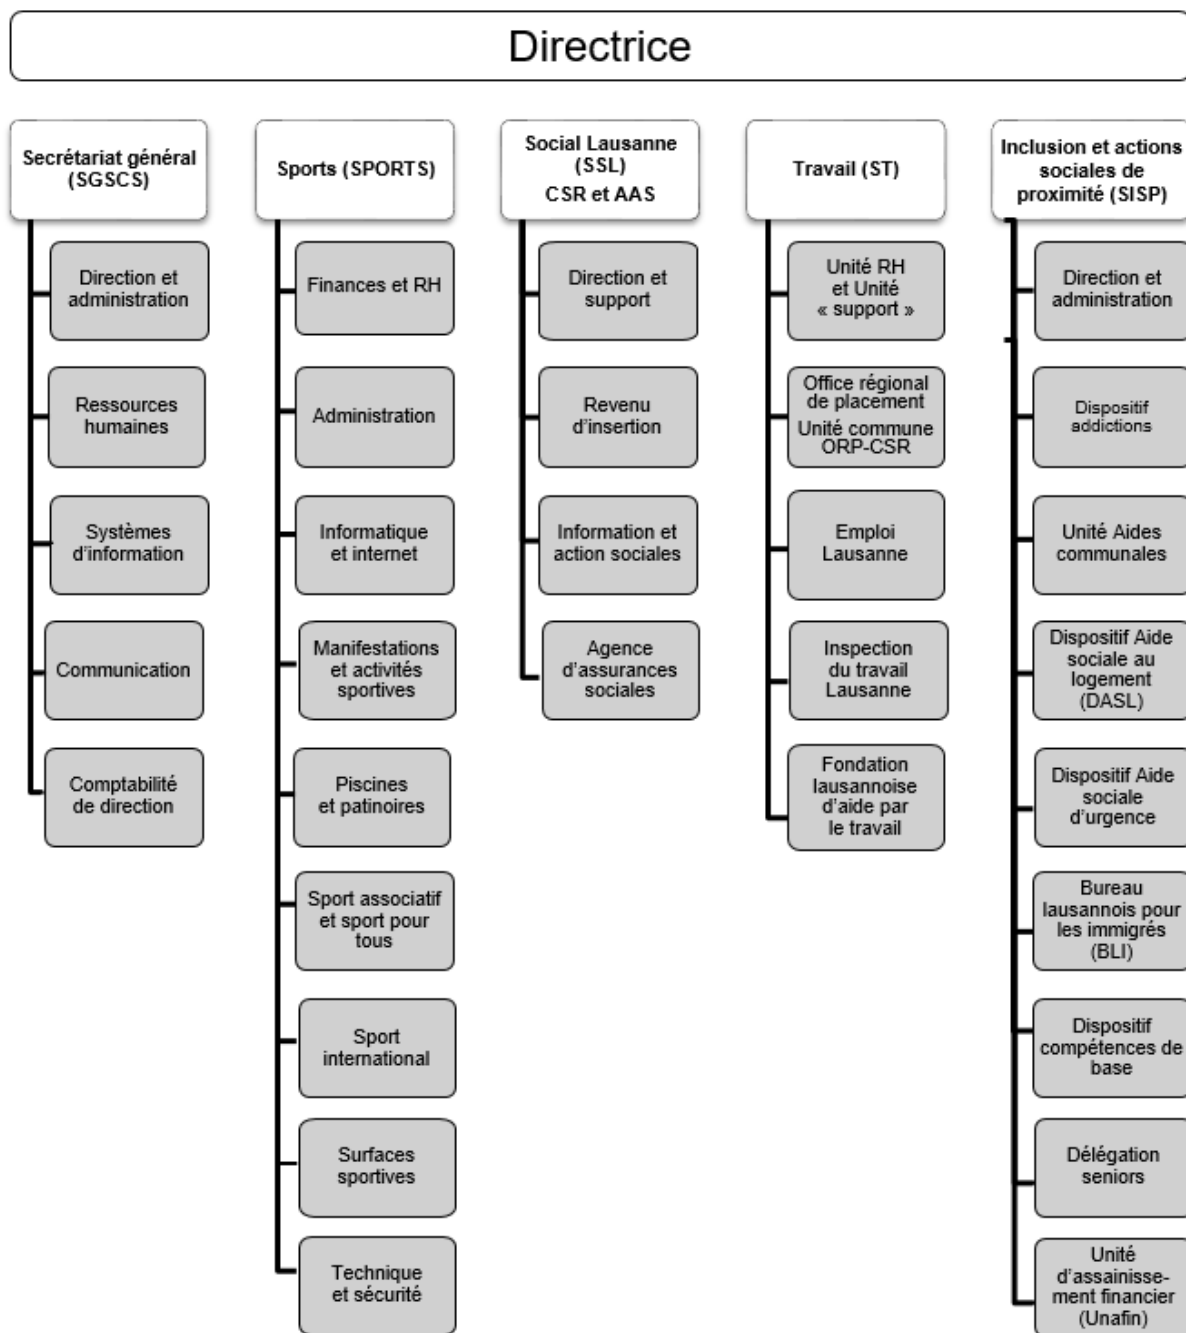 Directrice
Secrétariat général
(SGSCS)
Direction et
administration
Ressources
humaines
Systèmes
d'information
Communication
Comptabilité
de direction
Sports (SPORTS)
Finances et RH
Administration
Informatique
et internet
Manifestations
et activités
sportives
Piscines
et patinoires
Sport associatif
et sport pour
tous
Sport
international
Surfaces
sportives
Technique
et sécurité
Social Lausanne
(SSL)
CSR et AAS
Direction et
support
Revenu
d'insertion
Information et
action sociales
Agence
d'assurances
sociales
Travail (ST)
Unité RH
et Unité
« support »
Office régional
de placement
Unité commune
ORP-CSR
Emploi
Lausanne
Inspection
du travail
Lausanne
Fondation
lausannoise
d'aide par
le travail
Inclusion et actions
sociales de
proximité (SISP)
Direction et
administration
Dispositif
addictions
Unité Aides
communales
Dispositif Aide
sociale au
logement
(DASL)
Dispositif Aide
sociale
d'urgence
Bureau
lausannois pour
les immigrés
(BLI)
Dispositif
compétences de
base
Délégation
seniors
Unité
d'assainisse-
ment financier
(Unafin)